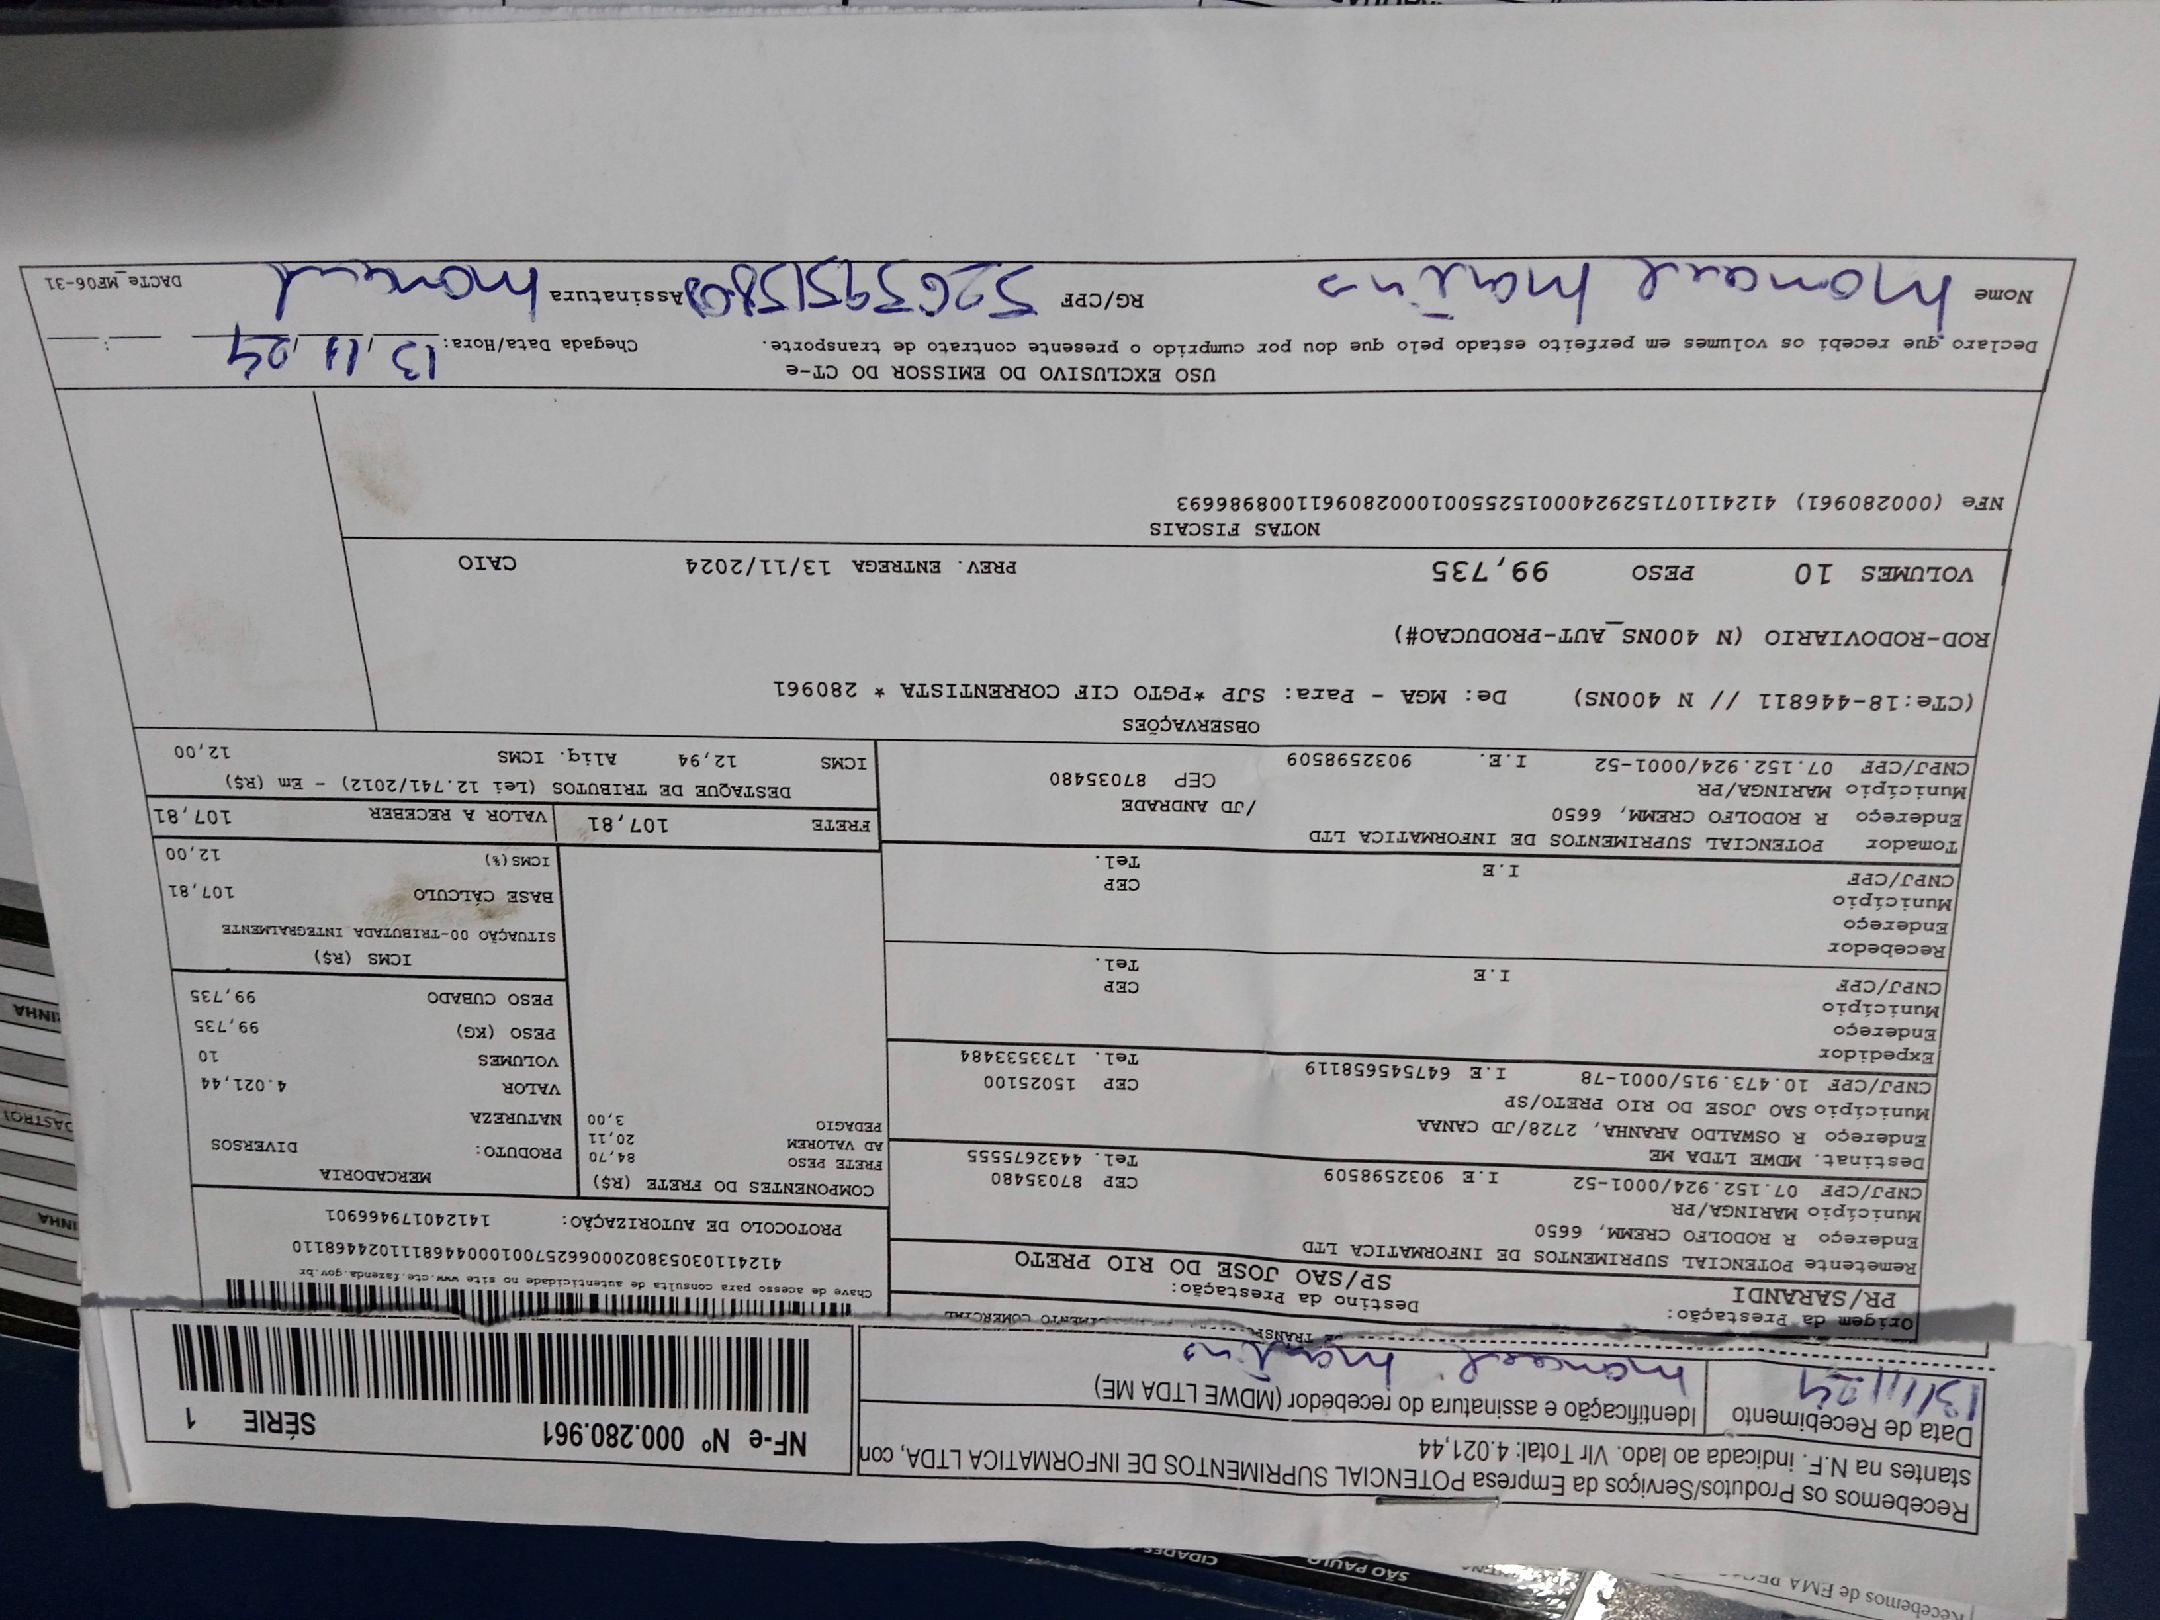 Recebemos os Produtos/Serviços da Empresa POTENCIAL SUPRIMENTOS DE INFORMATICA LTDA, con
stantes na N.F. indicada ao lado. Vlr Total: 4.021,44
Data de Recebimento
13/11/24
Identificação e assinatura do recebedor (MDWE LTDA ME)
NF-e Nº 000.280.961 SÉRIE 1
Origem da Prestação:
PR/SARANDI
Destino da Prestação:
SP/SAO JOSE DO RIO PRETO
Remetente POTENCIAL SUPRIMENTOS DE INFORMATICA LTD
Endereço R RODOLFO CREMM, 6650
Município MARINGA/PR CEP 87035480
CNPJ/CPF 07.152.924/0001-52 I.E 9032598509 Tel. 4432675555
Destinat. MDWE LTDA ME
Endereço R OSWALDO ARANHA, 2728/JD CANAA
Município SAO JOSE DO RIO PRETO/SP CEP 15025100
CNPJ/CPF 10.473.915/0001-78 I.E 647545658119 Tel. 1733533484
Expedidor
Endereço
Município CEP
CNPJ/CPF I.E Tel.
Recebedor
Endereço
Município CEP
CNPJ/CPF I.E Tel.
Tomador POTENCIAL SUPRIMENTOS DE INFORMATICA LTD
Endereço R RODOLFO CREMM, 6650 /JD ANDRADE
Município MARINGA/PR CEP 87035480
CNPJ/CPF 07.152.924/0001-52 I.E. 9032598509
Chave de acesso para consulta de autenticidade no site www.cte.fazenda.gov.br
PROTOCOLO DE AUTORIZAÇÃO: 141240179466901
COMPONENTES DO FRETE (R$)
FRETE PESO 84,70
AD VALOREM 20,11
PEDAGIO 3,00
MERCADORIA
PRODUTO: DIVERSOS
NATUREZA
VALOR 4.021,44
VOLUMES 10
PESO (KG) 99,735
PESO CUBADO 99,735
ICMS (R$)
SITUAÇÃO 00-TRIBUTADA INTEGRALMENTE
BASE CÁLCULO 107,81
ICMS(%) 12,00
FRETE 107,81 VALOR A RECEBER 107,81
DESTAQUE DE TRIBUTOS (Lei 12.741/2012) - Em (R$)
ICMS 12,94 Aliq. ICMS 12,00
OBSERVAÇÕES
(CTe:18-446811 // N 400NS) De: MGA - Para: SJP *PGTO CIF CORRENTISTA * 280961
ROD-RODOVIARIO (N 400NS_AUT-PRODUCAO#)
VOLUMES 10 PESO 99,735 PREV. ENTREGA 13/11/2024 CAIO
NOTAS FISCAIS
NFe (000280961) 41241107152924000152550010002809611008986693
USO EXCLUSIVO DO EMISSOR DO CT-e
Declaro que recebi os volumes em perfeito estado pelo que dou por cumprido o presente contrato de transporte. Chegada Data/Hora: 13/11/24
Nome RG/CPF Assinatura
DACTe_MF06-31